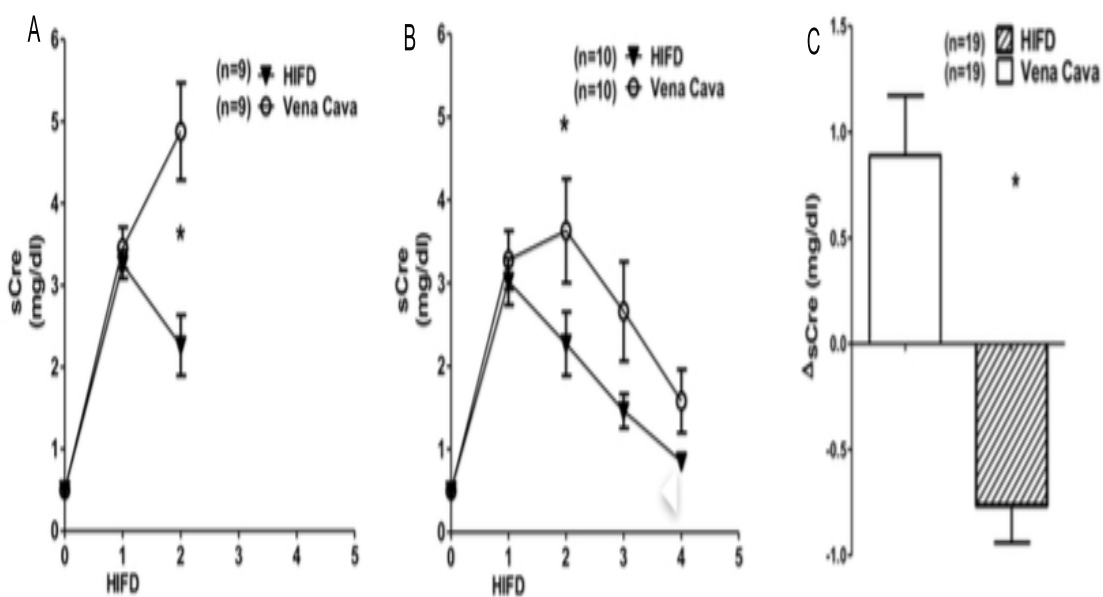 A
6
5
4
3
2
1
0
sCre
(mg/dl)
(n=9) HIFD
(n=9) Vena Cava
*
0 1 2 3 4 5
HIFD
B
6
5
4
3
2
1
0
sCre
(mg/dl)
(n=10) HIFD
(n=10) Vena Cava
*
0 1 2 3 4 5
HIFD
C
1.5
1.0
0.5
0.0
-0.5
-1.0
ΔsCre (mg/dl)
(n=19) HIFD
(n=19) Vena Cava
*